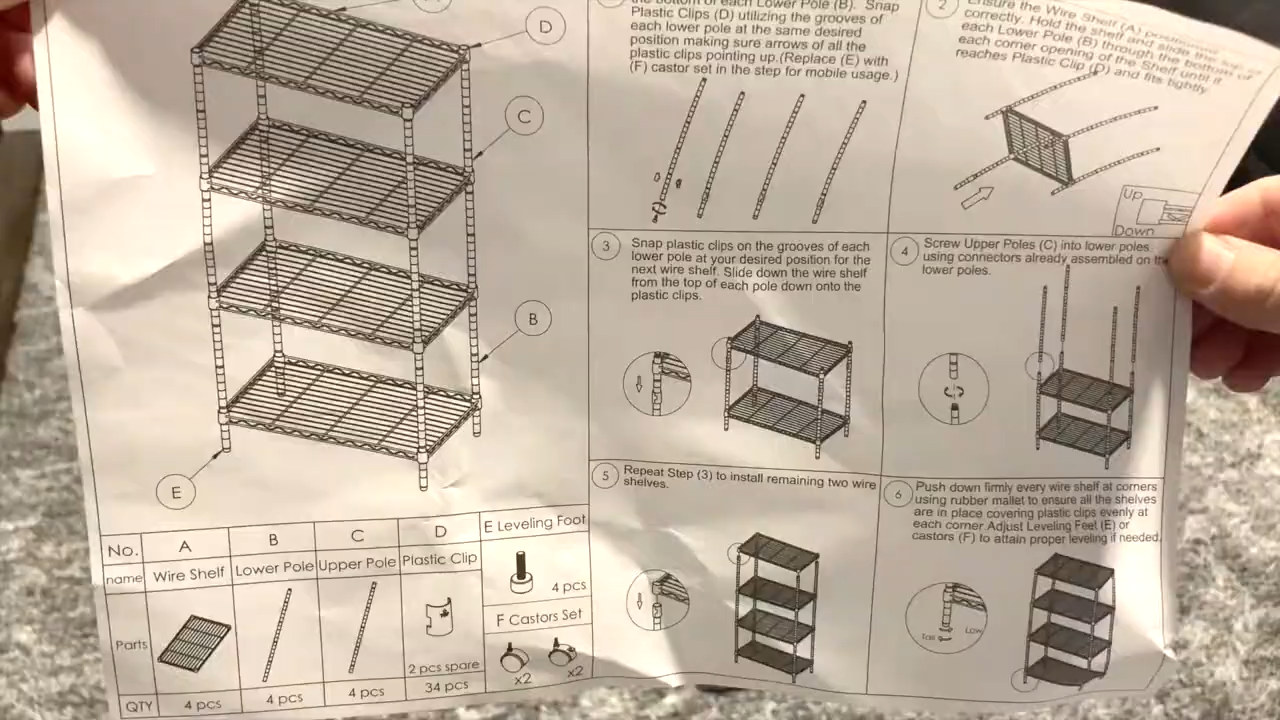 D
C
B
E
the bottom of each Lower Pole (B). Snap
Plastic Clips (D) utilizing the grooves of
each lower pole at the same desired
position making sure arrows of all the
plastic clips pointing up.(Replace (E) with
(F) castor set in the step for mobile usage.)
2
Ensure the Wire Shelf (A) positioned
correctly. Hold the shelf and slide the top of
each Lower Pole (B) through the bottom of
each corner opening of the Shelf until it
reaches Plastic Clip (D) and fits tightly
Up
Down
3
Snap plastic clips on the grooves of each
lower pole at your desired position for the
next wire shelf. Slide down the wire shelf
from the top of each pole down onto the
plastic clips.
4
Screw Upper Poles (C) into lower poles
using connectors already assembled on the
lower poles.
5
Repeat Step (3) to install remaining two wire
shelves.
6
Push down firmly every wire shelf at corners
using rubber mallet to ensure all the shelves
are in place covering plastic clips evenly at
each corner Adjust Leveling Feet (E) or
castors (F) to attain proper leveling if needed.
Low
No. A B C D E Leveling Foot
name Wire Shelf Lower Pole Upper Pole Plastic Clip
4 pcs
F Castors Set
Parts
2 pcs spare
x2 x2
QTY 4 pcs 4 pcs 4 pcs 34 pcs